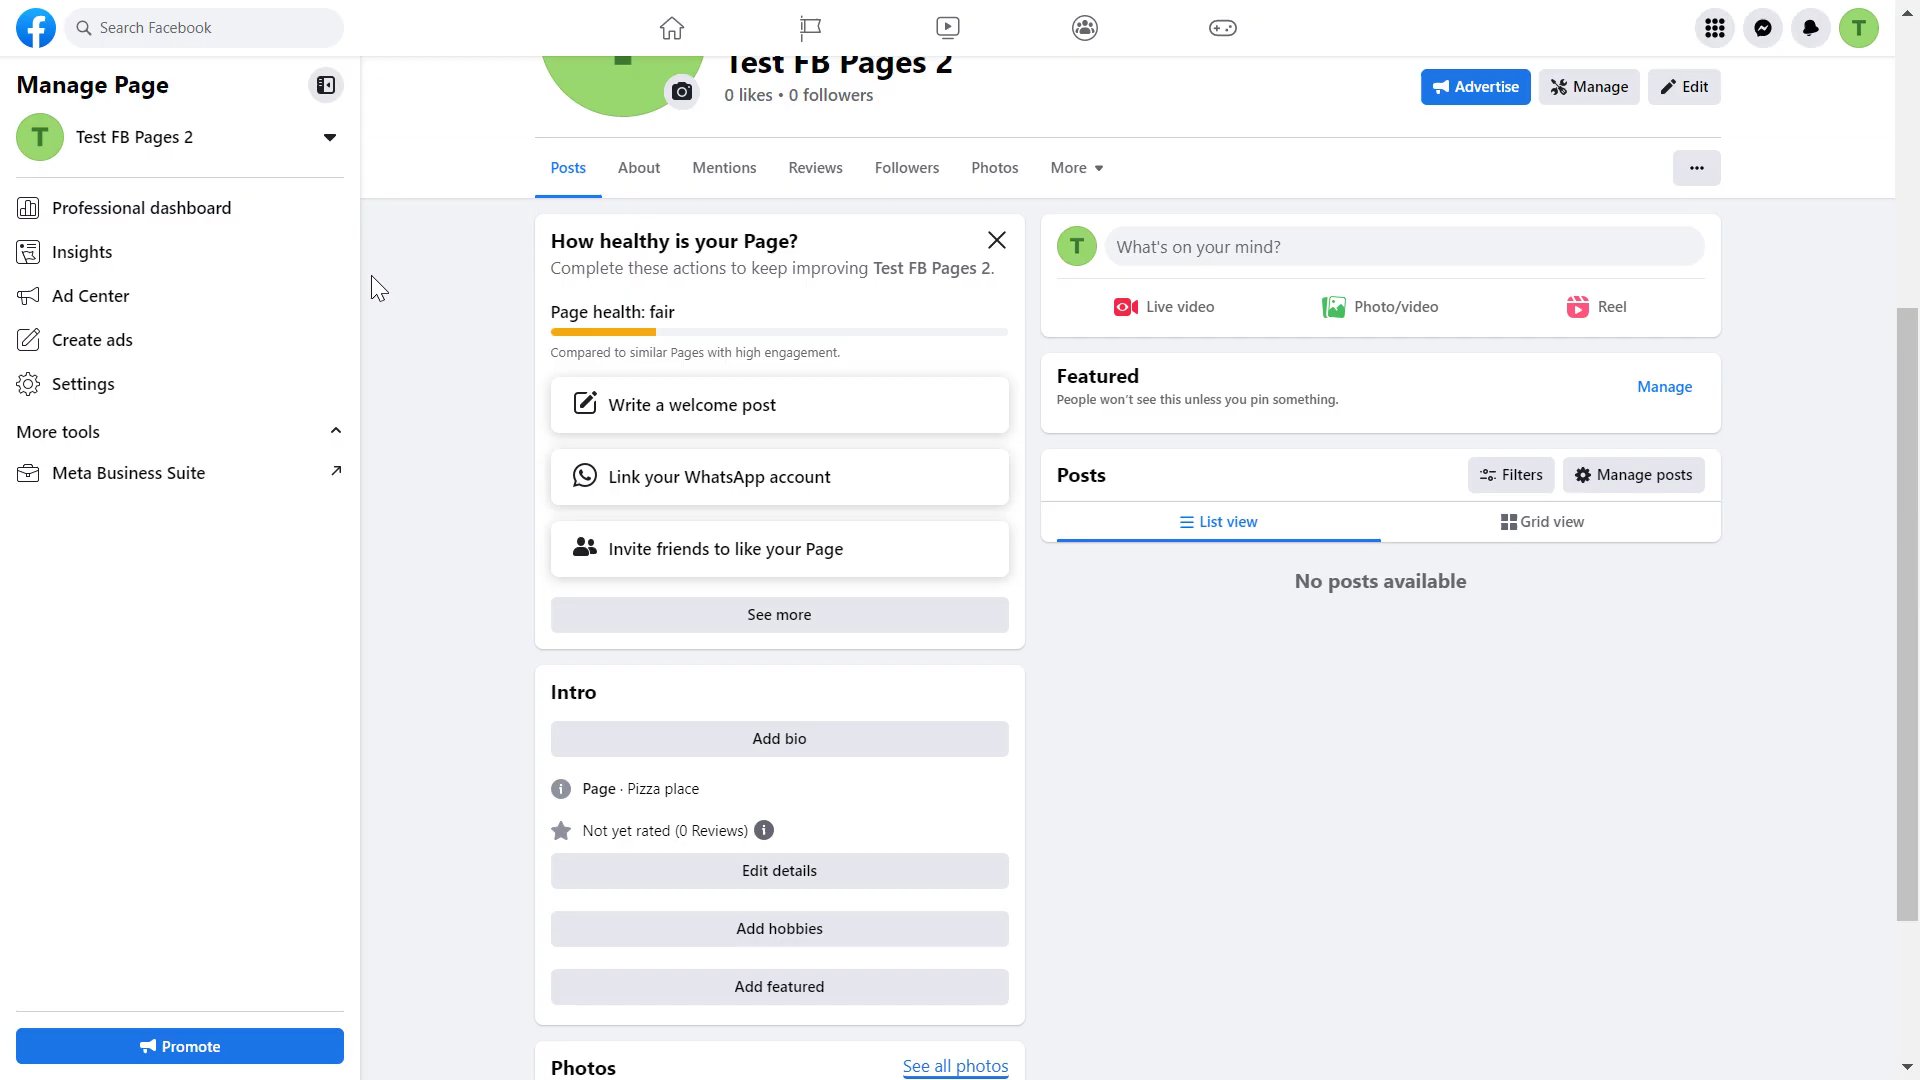 Search Facebook
T
Manage Page
T
Test FB Pages 2
Professional dashboard
Insights
Ad Center
Create ads
Settings
More tools
Meta Business Suite
Promote
Test FB Pages 2
0 likes • 0 followers
Advertise
Manage
Edit
Posts
About
Mentions
Reviews
Followers
Photos
More
How healthy is your Page?
Complete these actions to keep improving Test FB Pages 2.
Page health: fair
Compared to similar Pages with high engagement.
Write a welcome post
Link your WhatsApp account
Invite friends to like your Page
See more
Intro
Add bio
Page · Pizza place
Not yet rated (0 Reviews)
Edit details
Add hobbies
Add featured
Photos
See all photos
T
What's on your mind?
Live video
Photo/video
Reel
Featured
Manage
People won't see this unless you pin something.
Posts
Filters
Manage posts
List view
Grid view
No posts available